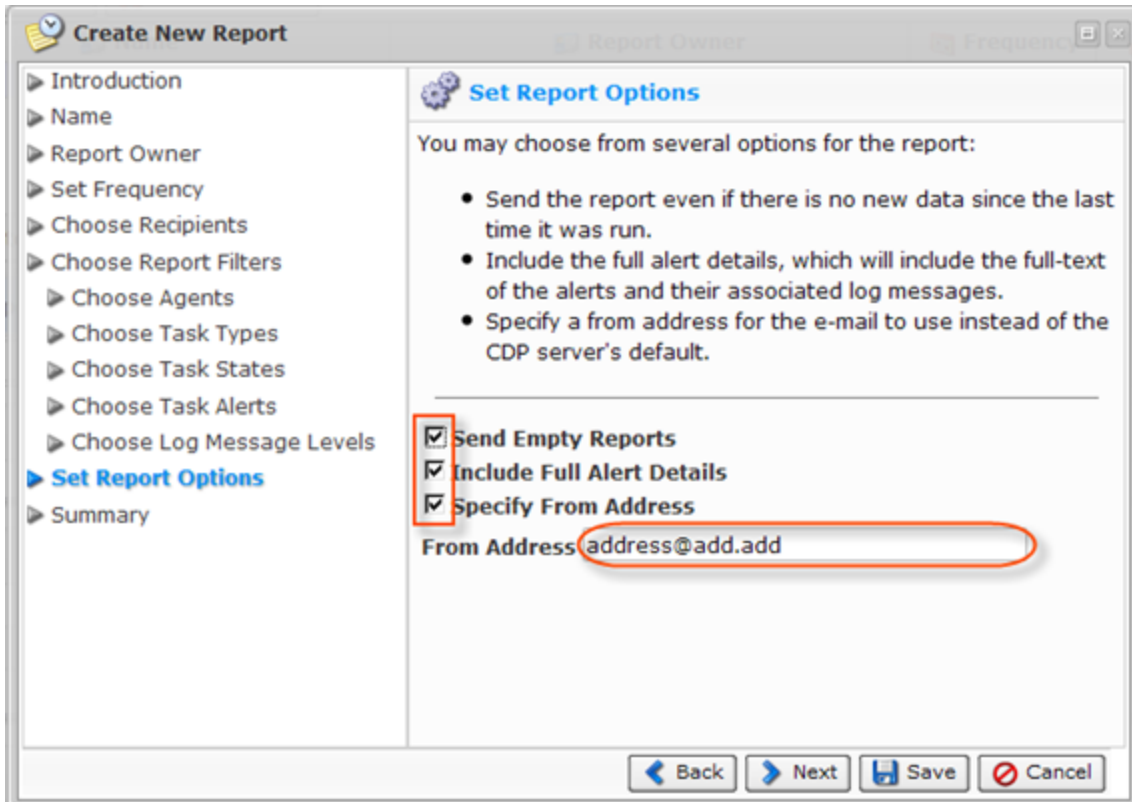 Create New Report
Name
Report Owner
Frequency
Introduction
Name
Report Owner
Set Frequency
Choose Recipients
Choose Report Filters
Choose Agents
Choose Task Types
Choose Task States
Choose Task Alerts
Choose Log Message Levels
Set Report Options
Summary
Set Report Options
You may choose from several options for the report:
Send the report even if there is no new data since the last
time it was run.
Include the full alert details, which will include the full-text
of the alerts and their associated log messages.
Specify a from address for the e-mail to use instead of the
CDP server's default.
Send Empty Reports
Include Full Alert Details
Specify From Address
From Address address@add.add
Back Next Save Cancel